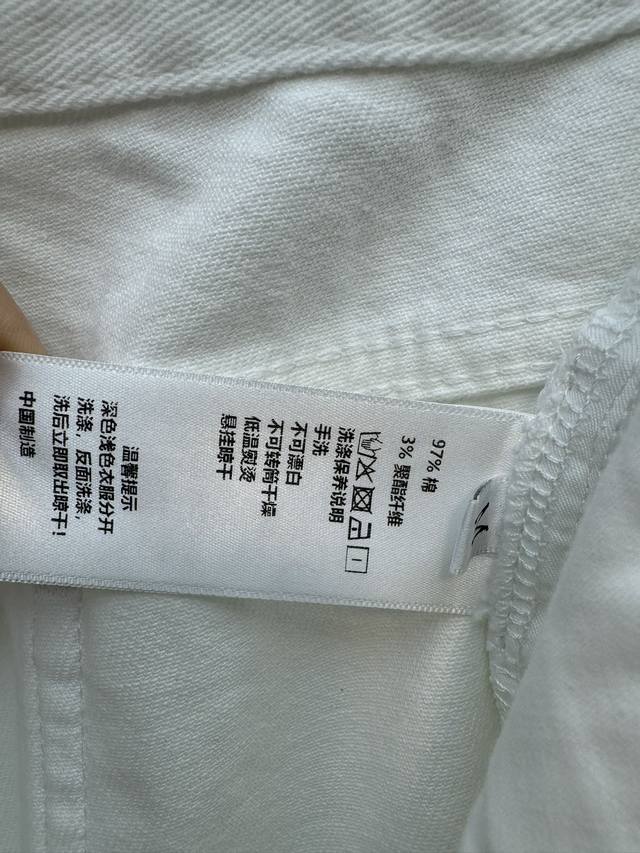 97% 棉
3% 聚酯纤维
洗涤保养说明
手洗
不可漂白
不可转筒干燥
低温熨烫
悬挂晾干
温馨提示
深色浅色衣服分开
洗涤，反面洗涤，
洗后立即取出晾干！
中国制造